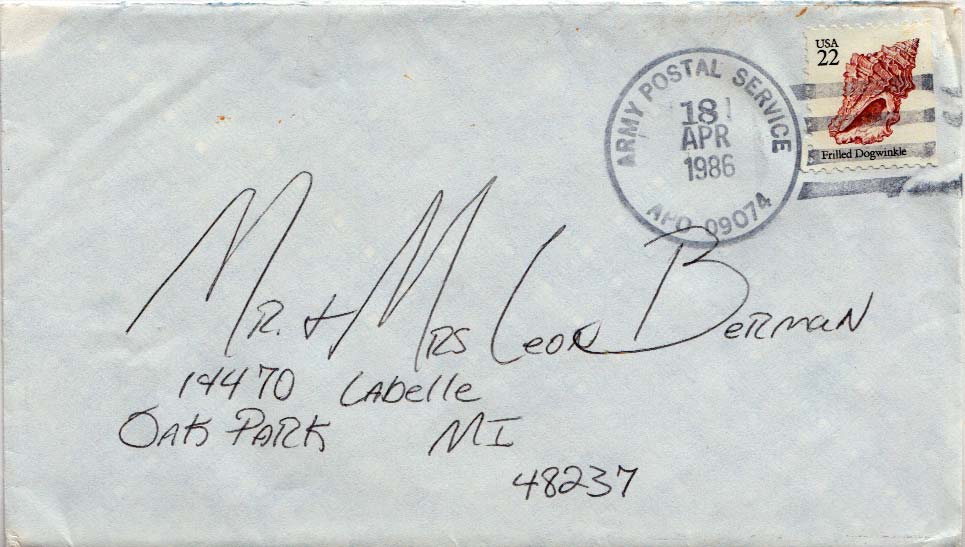 USA
22
Frilled Dogwinkle
ARMY POSTAL SERVICE
18
APR
1986
APO 09074
Mr. + Mrs Leon Berman
14470 Labelle
Oak Park MI
48237